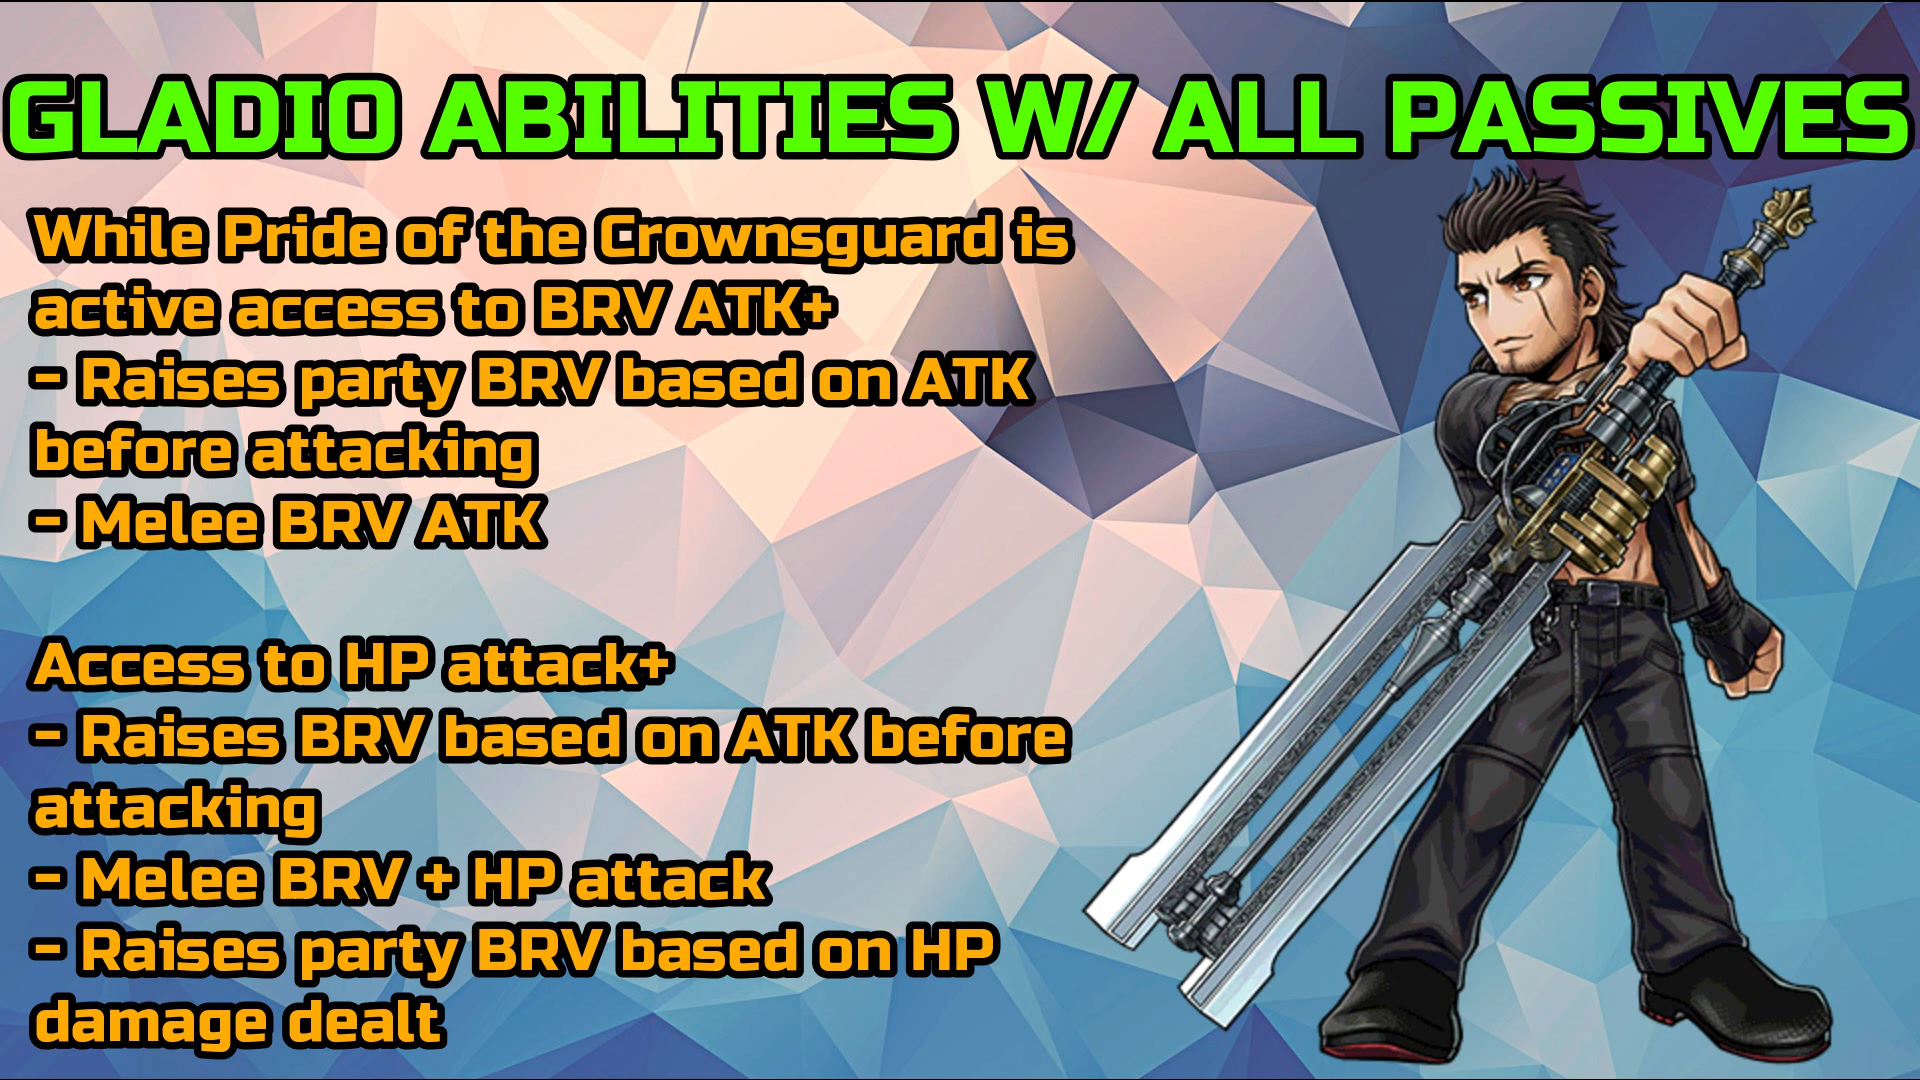 GLADIO ABILITIES W/ ALL PASSIVES
While Pride of the Crownsguard is
active access to BRV ATK+
- Raises party BRV based on ATK
before attacking
- Melee BRV ATK
Access to HP attack+
- Raises BRV based on ATK before
attacking
- Melee BRV + HP attack
- Raises party BRV based on HP
damage dealt